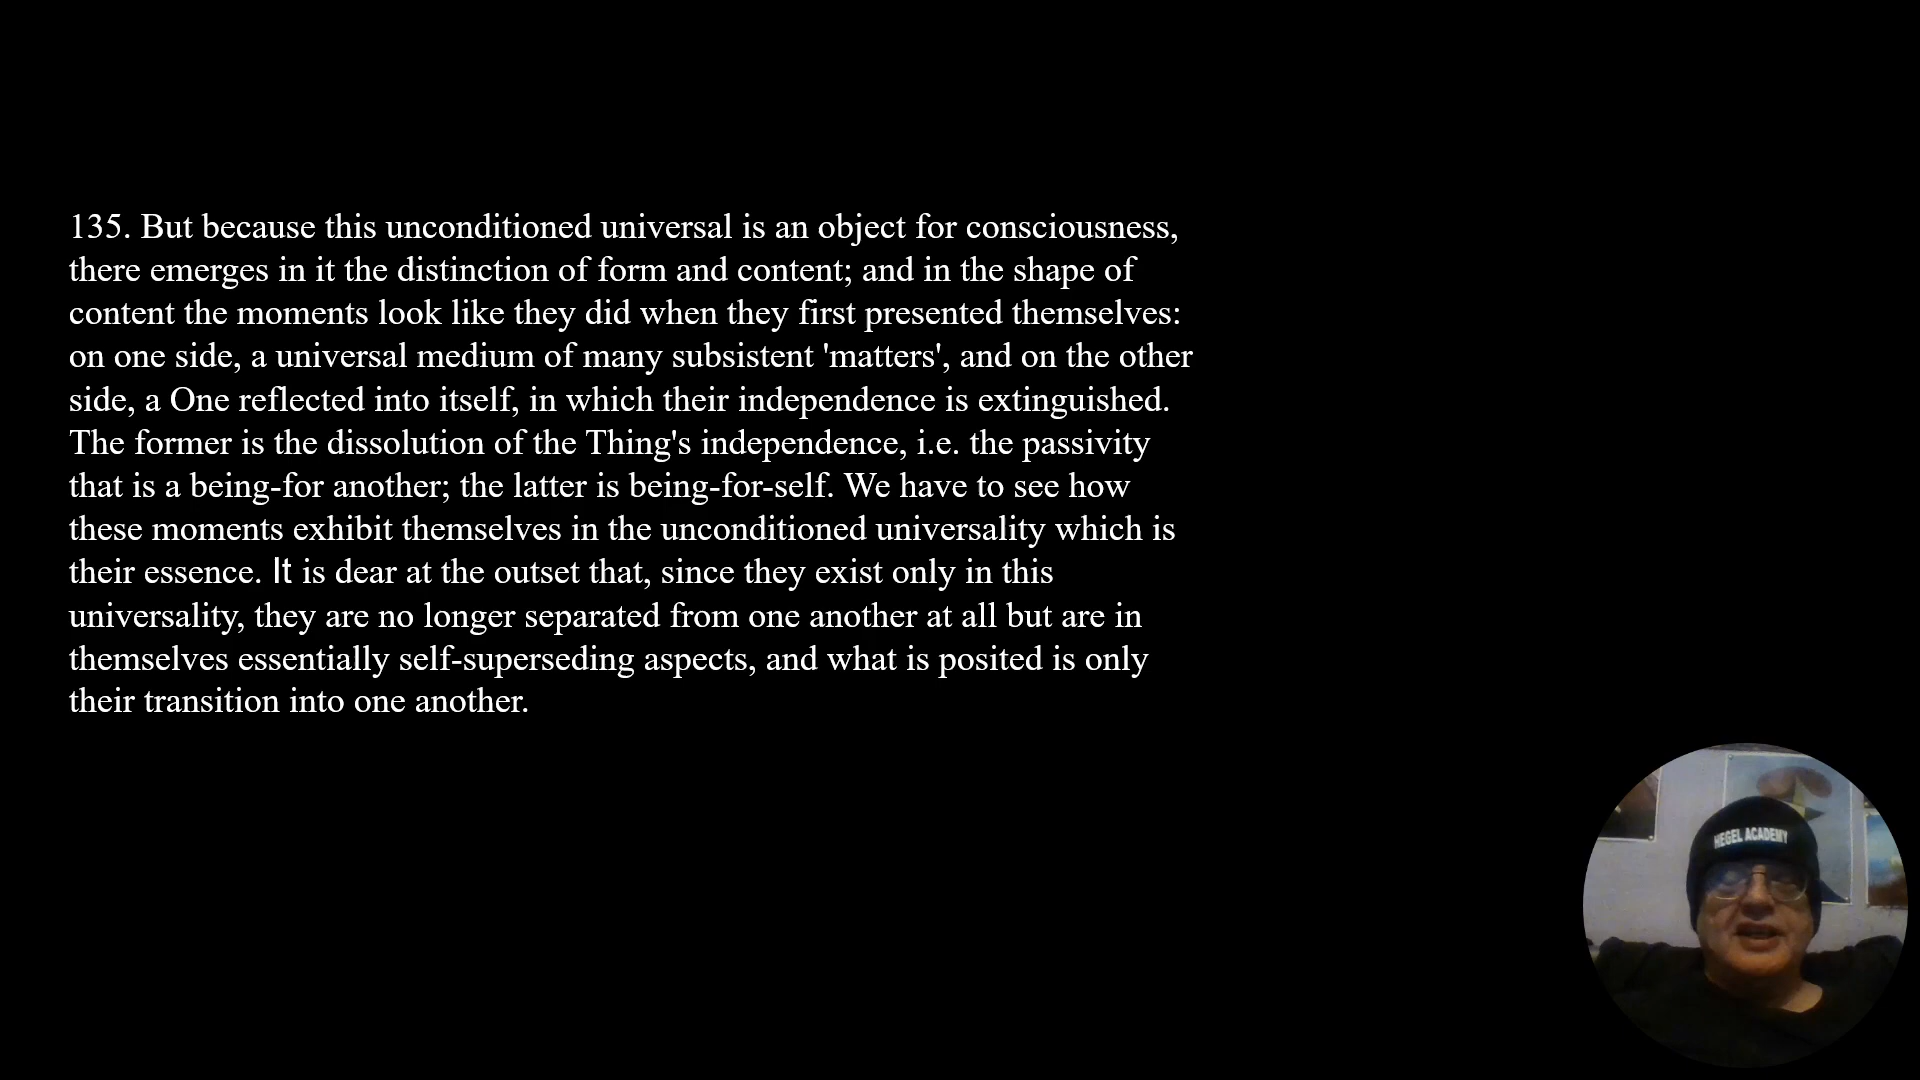 135. But because this unconditioned universal is an object for consciousness,
there emerges in it the distinction of form and content; and in the shape of
content the moments look like they did when they first presented themselves:
on one side, a universal medium of many subsistent 'matters', and on the other
side, a One reflected into itself, in which their independence is extinguished.
The former is the dissolution of the Thing's independence, i.e. the passivity
that is a being-for another; the latter is being-for-self. We have to see how
these moments exhibit themselves in the unconditioned universality which is
their essence. It is dear at the outset that, since they exist only in this
universality, they are no longer separated from one another at all but are in
themselves essentially self-superseding aspects, and what is posited is only
their transition into one another.
HEGEL ACADEMY